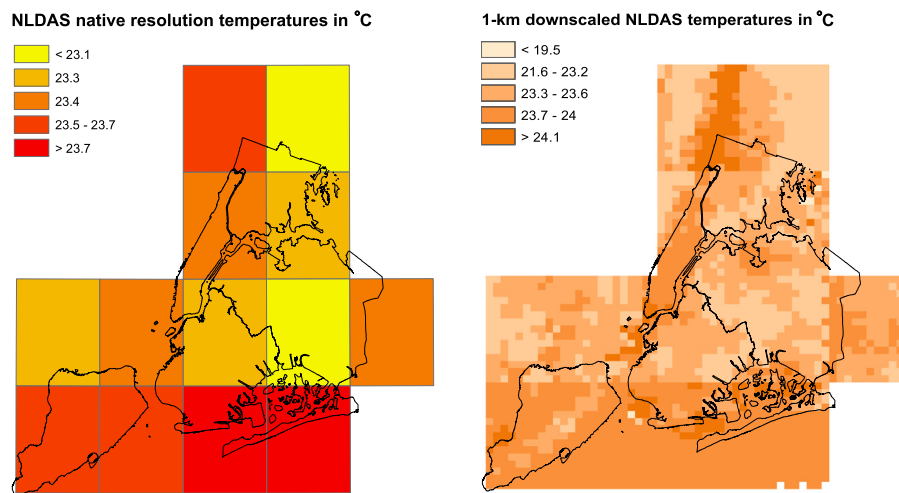 NLDAS native resolution temperatures in °C
< 23.1
23.3
23.4
23.5 - 23.7
> 23.7
1-km downscaled NLDAS temperatures in °C
< 19.5
21.6 - 23.2
23.3 - 23.6
23.7 - 24
> 24.1